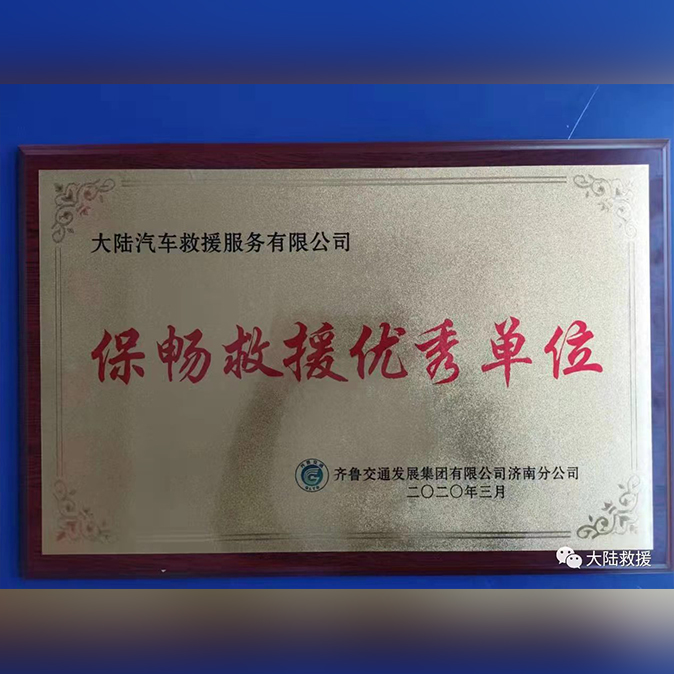 大陆汽车救援服务有限公司
保畅救援优秀单位
齐鲁交通发展集团有限公司济南分公司
二〇二〇年三月
大陆救援